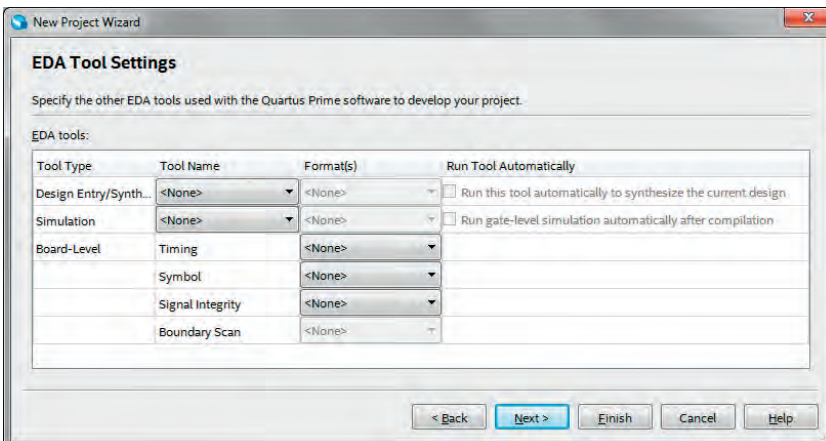 New Project Wizard
EDA Tool Settings
Specify the other EDA tools used with the Quartus Prime software to develop your project.
EDA tools:
Tool Type Tool Name Format(s) Run Tool Automatically
Design Entry/Synth... <None> <None> Run this tool automatically to synthesize the current design
Simulation <None> <None> Run gate-level simulation automatically after compilation
Board-Level Timing <None>
Symbol <None>
Signal Integrity <None>
Boundary Scan <None>
< Back Next > Finish Cancel Help